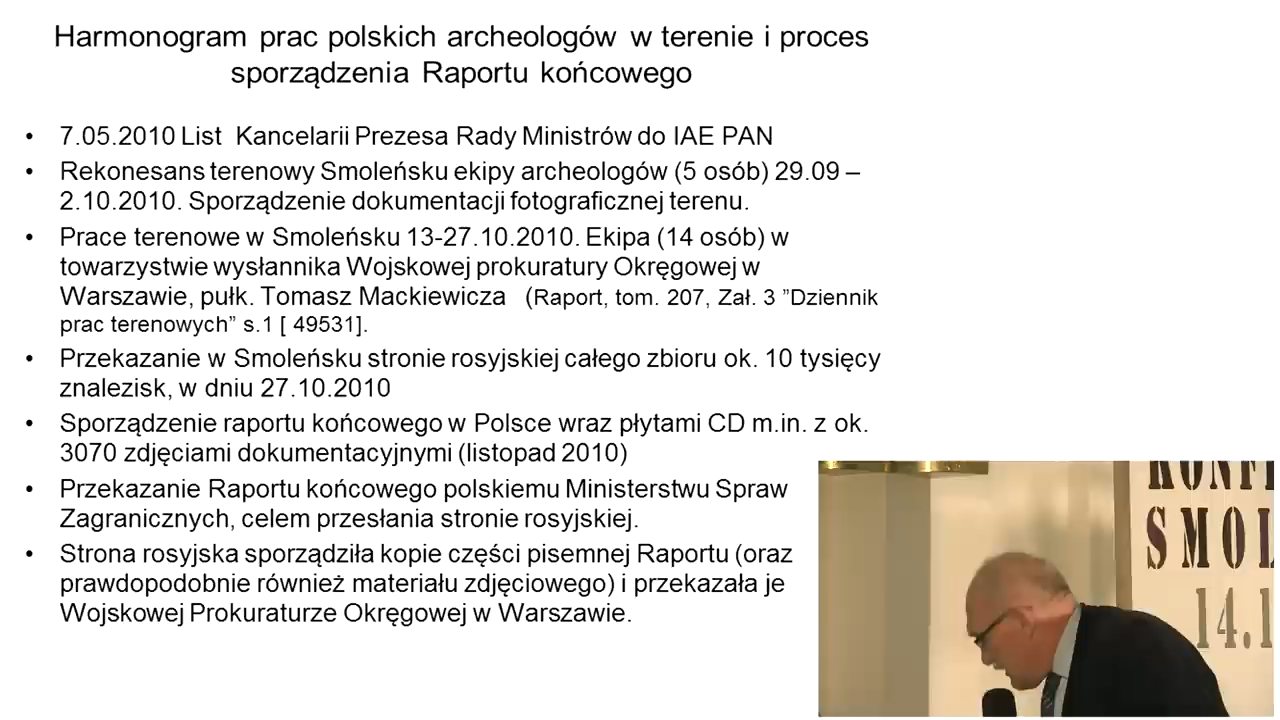 Harmonogram prac polskich archeologów w terenie i proces
sporządzenia Raportu końcowego
• 7.05.2010 List Kancelarii Prezesa Rady Ministrów do IAE PAN
• Rekonesans terenowy Smoleńsku ekipy archeologów (5 osób) 29.09 –
2.10.2010. Sporządzenie dokumentacji fotograficznej terenu.
• Prace terenowe w Smoleńsku 13-27.10.2010. Ekipa (14 osób) w
towarzystwie wysłannika Wojskowej prokuratury Okręgowej w
Warszawie, pułk. Tomasz Mackiewicza (Raport, tom. 207, Zał. 3 ”Dziennik
prac terenowych” s.1 [ 49531].
• Przekazanie w Smoleńsku stronie rosyjskiej całego zbioru ok. 10 tysięcy
znalezisk, w dniu 27.10.2010
• Sporządzenie raportu końcowego w Polsce wraz płytami CD m.in. z ok.
3070 zdjęciami dokumentacyjnymi (listopad 2010)
• Przekazanie Raportu końcowego polskiemu Ministerstwu Spraw
Zagranicznych, celem przesłania stronie rosyjskiej.
• Strona rosyjska sporządziła kopie części pisemnej Raportu (oraz
prawdopodobnie również materiału zdjęciowego) i przekazała je
Wojskowej Prokuraturze Okręgowej w Warszawie.
KONF
SMOL
14.1